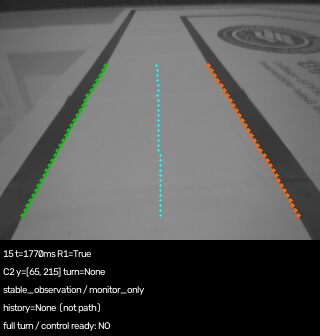 15 t=1770ms R1=True
C2 y=[65, 215] turn=None
stable_observation / monitor_only
history=None (not path)
full turn / control ready: NO